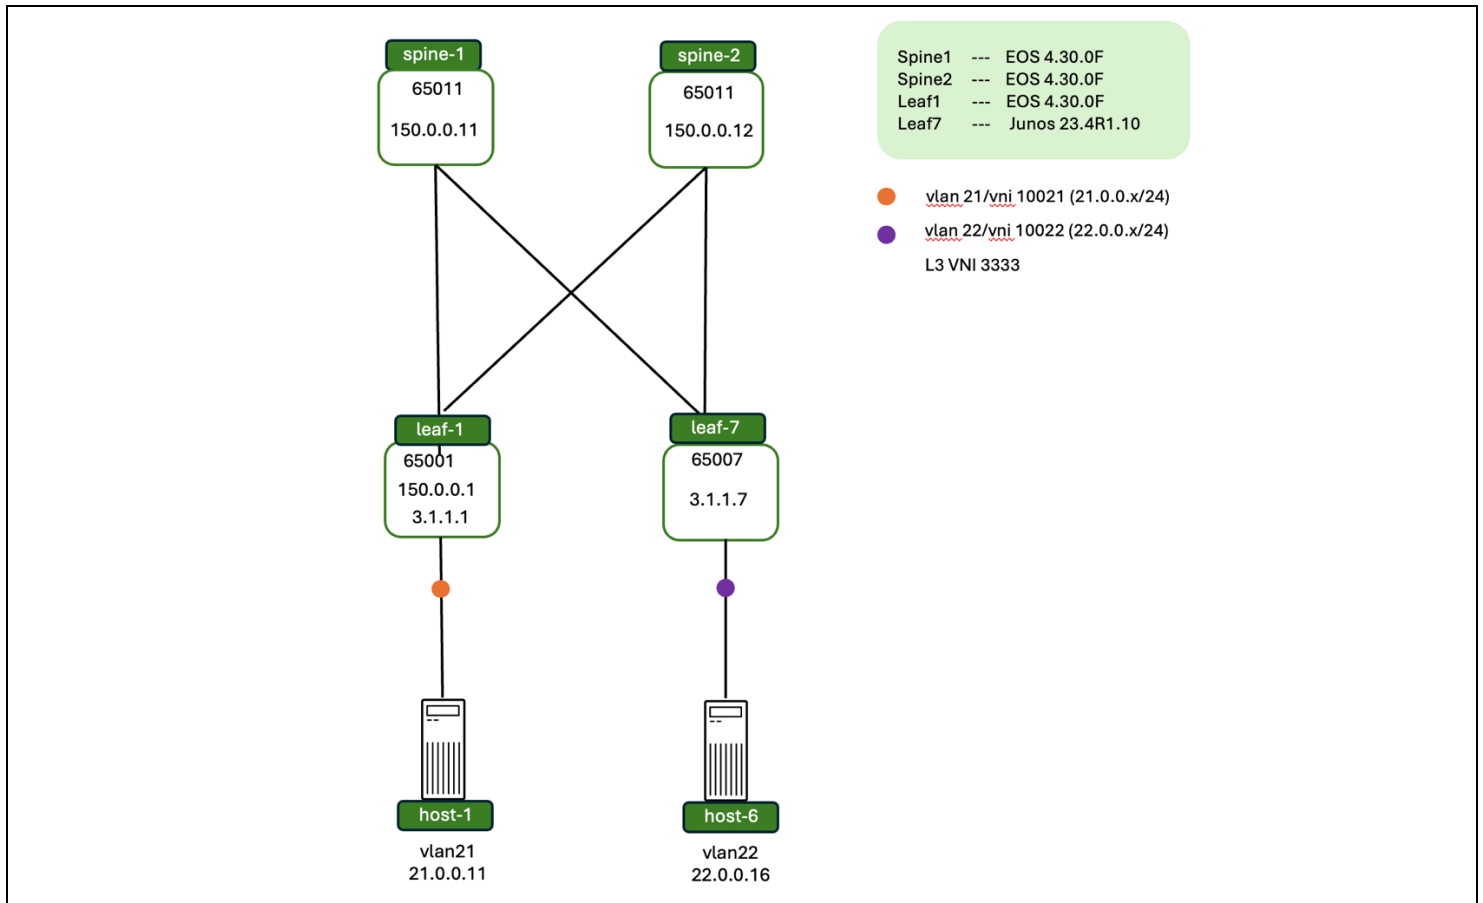 spine-1
65011
150.0.0.11
spine-2
65011
150.0.0.12
Spine1 --- EOS 4.30.0F
Spine2 --- EOS 4.30.0F
Leaf1 --- EOS 4.30.0F
Leaf7 --- Junos 23.4R1.10
vlan 21/vni 10021 (21.0.0.x/24)
vlan 22/vni 10022 (22.0.0.x/24)
L3 VNI 3333
leaf-1
65001
150.0.0.1
3.1.1.1
leaf-7
65007
3.1.1.7
host-1
vlan21
21.0.0.11
host-6
vlan22
22.0.0.16